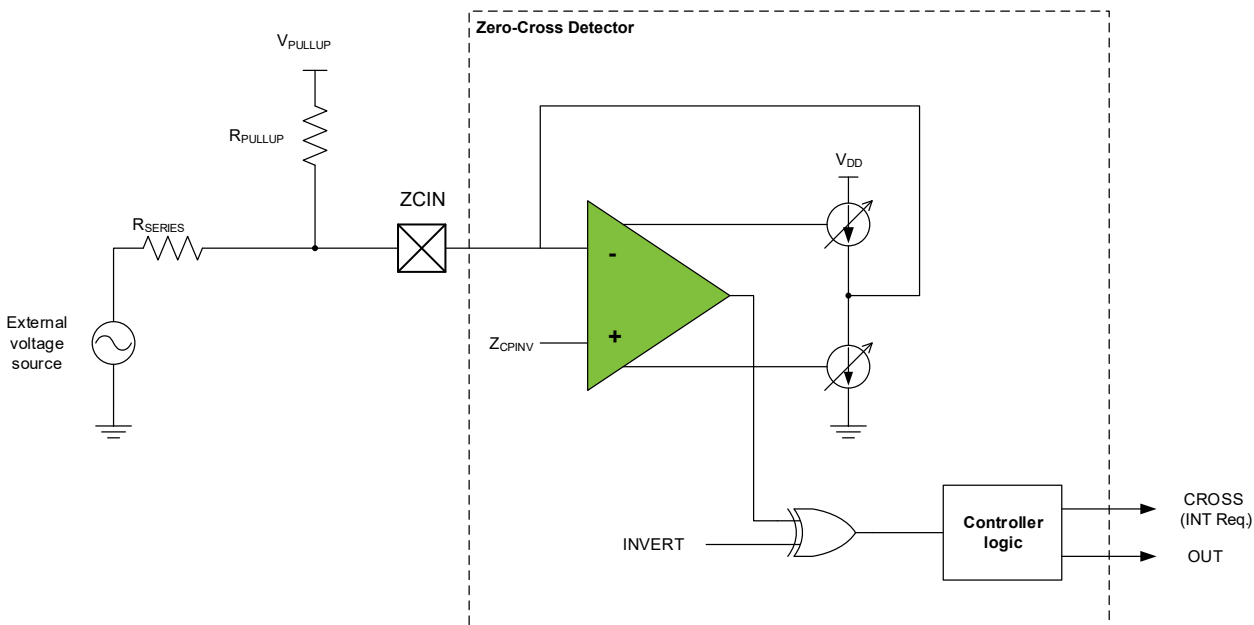 Zero-Cross Detector
VPULLUP
RPULLUP
VDD
ZCIN
RSERIES
-
External
voltage
source
+
ZCPINV
CROSS
(INT Req.)
Controller
logic
INVERT
OUT